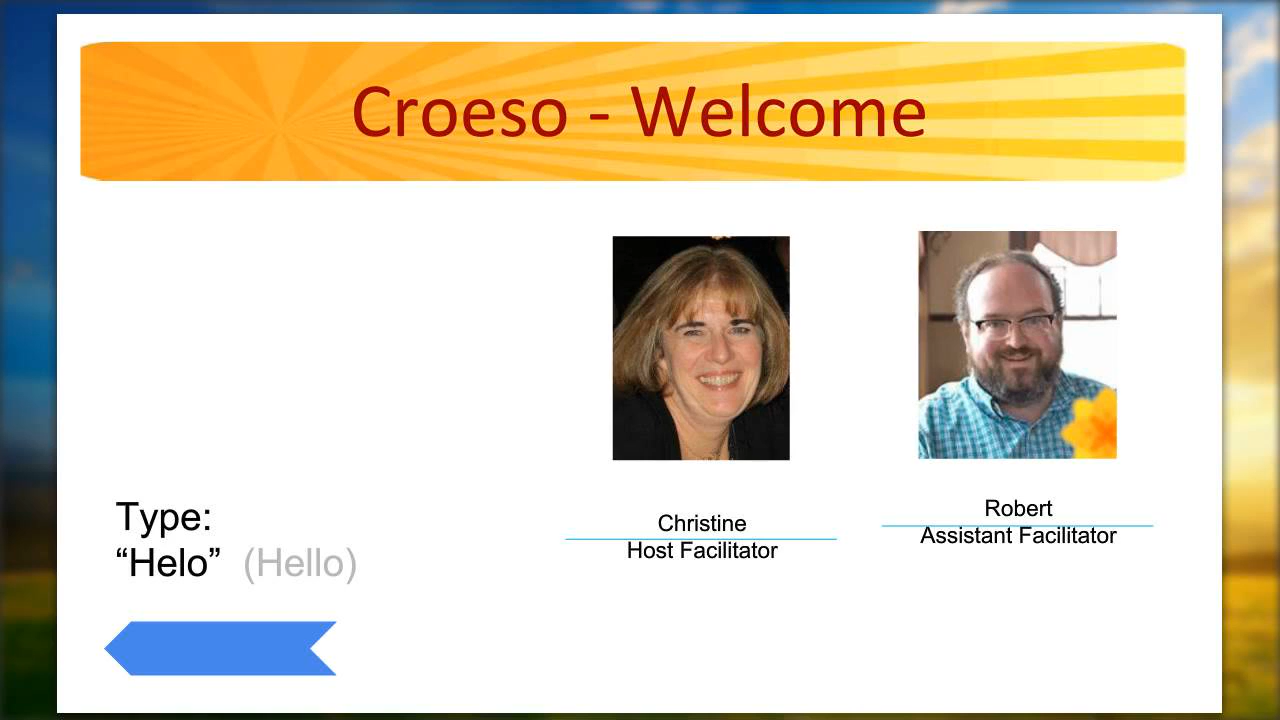 Croeso - Welcome
Type:
“Helo” (Hello)
Christine
Host Facilitator
Robert
Assistant Facilitator